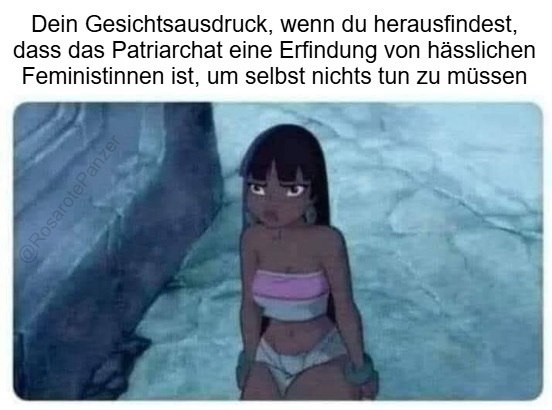 Dein Gesichtsausdruck, wenn du herausfindest,
dass das Patriarchat eine Erfindung von hässlichen
Feministinnen ist, um selbst nichts tun zu müssen
@RosarotePanzer